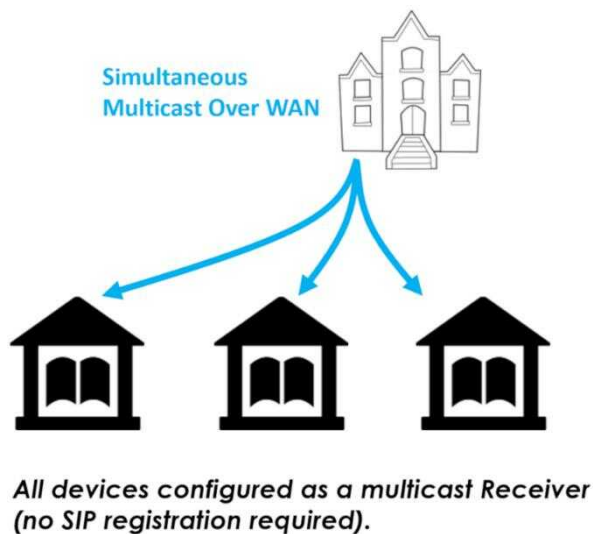 Simultaneous
Multicast Over WAN
All devices configured as a multicast Receiver
(no SIP registration required).